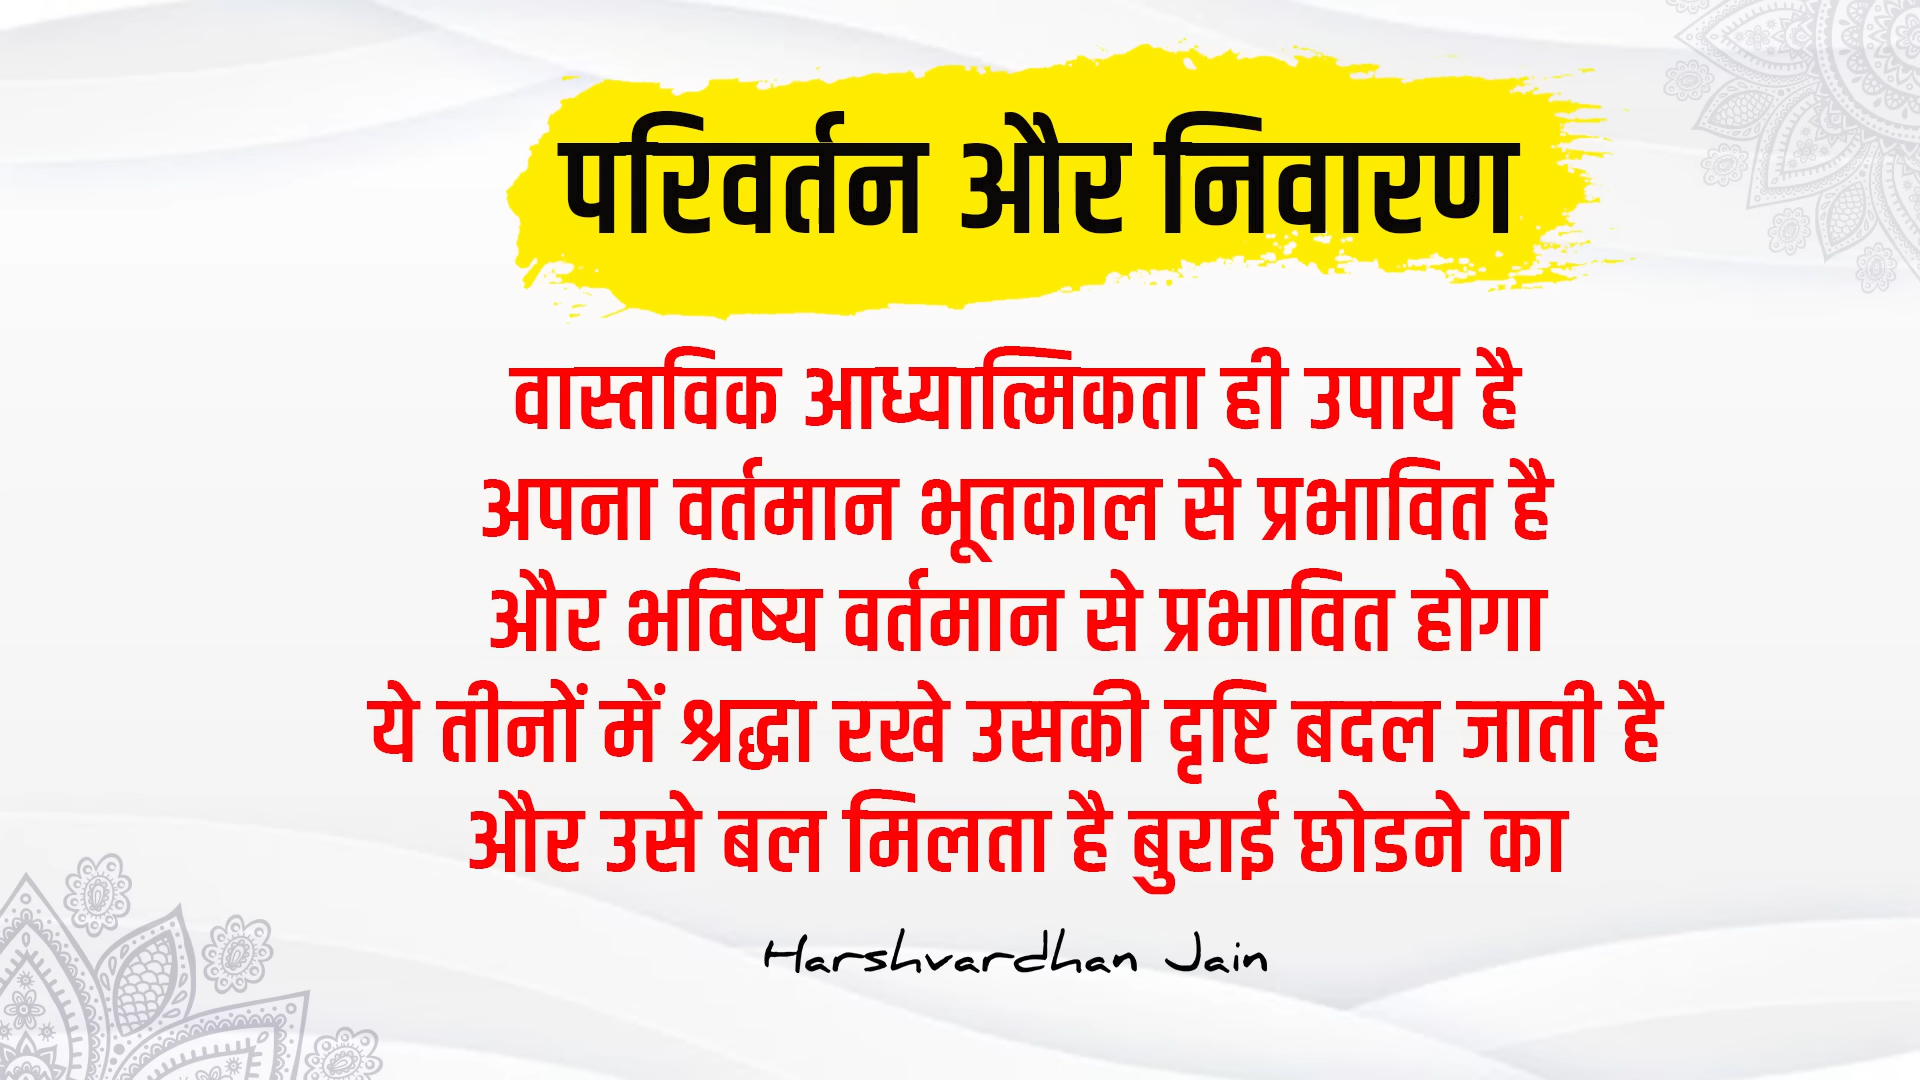 परिवर्तन और निवारण
वास्तविक आध्यात्मिकता ही उपाय है
अपना वर्तमान भूतकाल से प्रभावित है
और भविष्य वर्तमान से प्रभावित होगा
ये तीनों में श्रद्धा रखे उसकी दृष्टि बदल जाती है
और उसे बल मिलता है बुराई छोडने का
Harshvardhan Jain